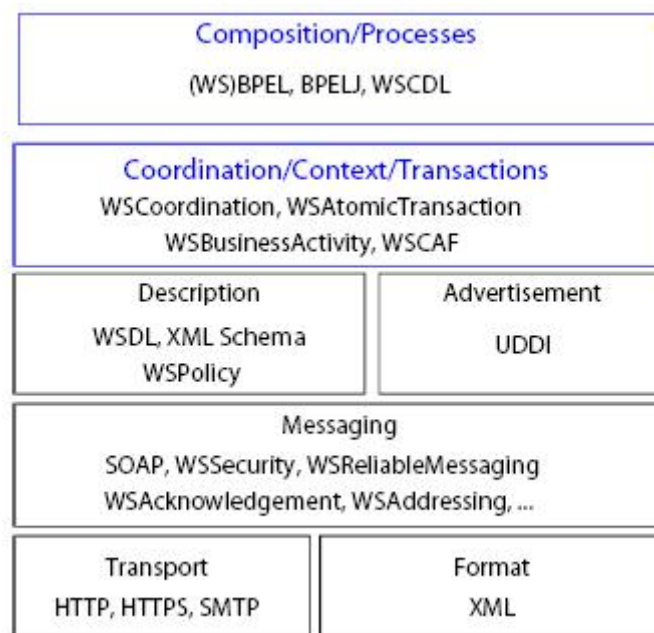 Composition/Processes
(WS)BPEL, BPELJ, WSCDL
Coordination/Context/Transactions
WSCoordination, WSAtomicTransaction
WSBusinessActivity, WSCAF
Description
WSDL, XML Schema
WSPolicy
Advertisement
UDDI
Messaging
SOAP, WSSecurity, WSReliableMessaging
WSAcknowledgement, WSAddressing, ...
Transport
HTTP, HTTPS, SMTP
Format
XML